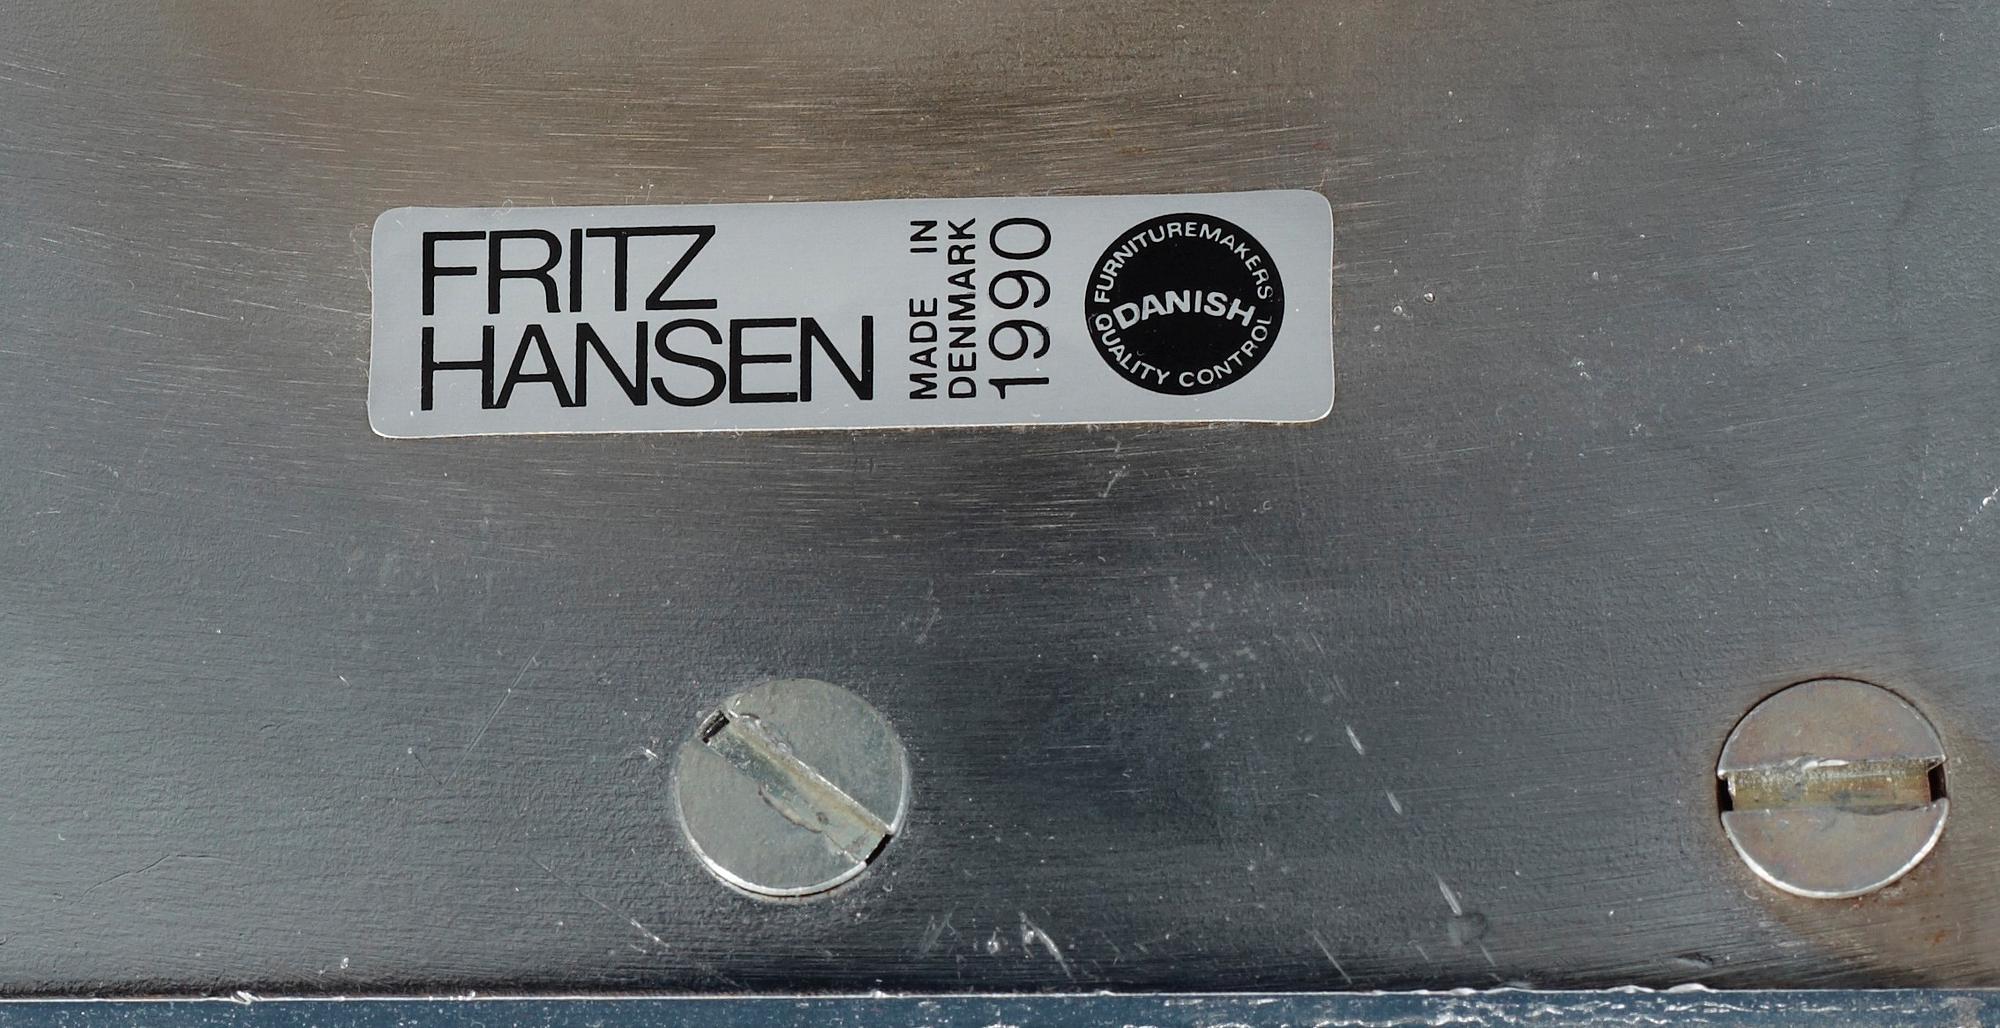 FRITZ
HANSEN
MADE IN
DENMARK
1990
FURNITUREMAKERS'
DANISH
QUALITY CONTROL